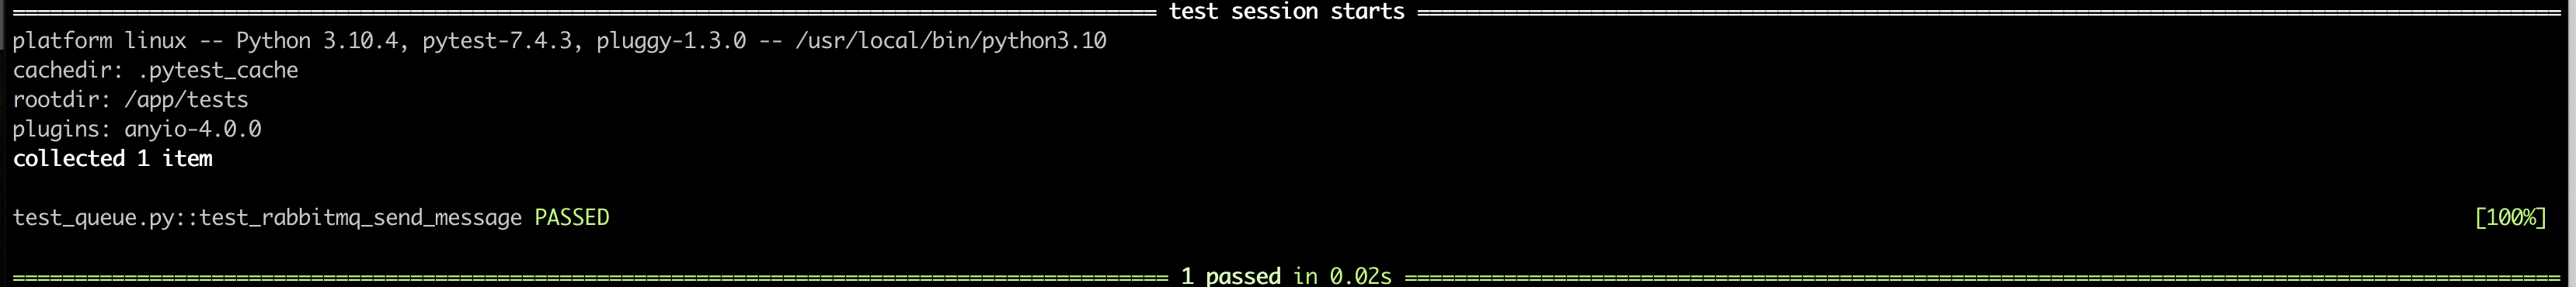 ============================================================================================ test session starts ============================================================================================
platform linux -- Python 3.10.4, pytest-7.4.3, pluggy-1.3.0 -- /usr/local/bin/python3.10
cachedir: .pytest_cache
rootdir: /app/tests
plugins: anyio-4.0.0
collected 1 item
test_queue.py::test_rabbitmq_send_message PASSED [100%]
============================================================================================= 1 passed in 0.02s =============================================================================================